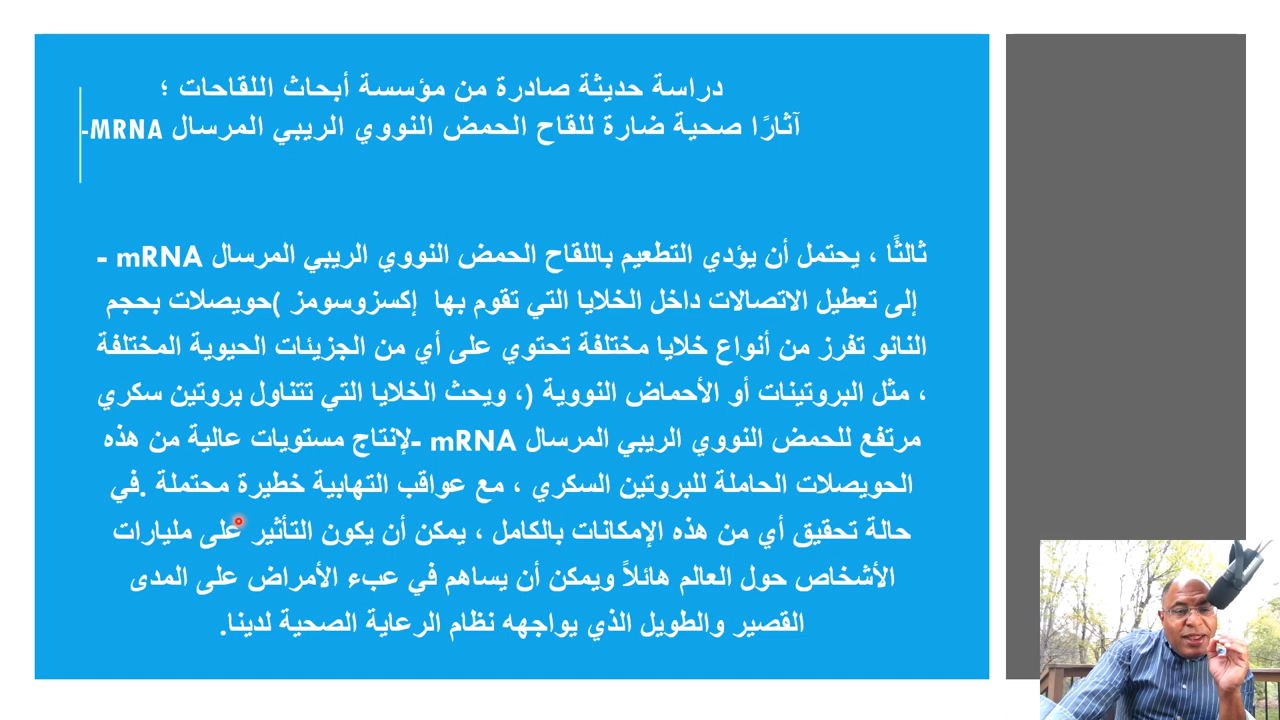 دراسة حديثة صادرة من مؤسسة أبحاث اللقاحات ؛
آثارًا صحية ضارة للقاح الحمض النووي الريبي المرسال MRNA-
ثالثًا ، يحتمل أن يؤدي التطعيم باللقاح الحمض النووي الريبي المرسال mRNA -
إلى تعطيل الاتصالات داخل الخلايا التي تقوم بها  إكسزوسومز )حويصلات بحجم
النانو تفرز من أنواع خلايا مختلفة تحتوي على أي من الجزيئات الحيوية المختلفة
، مثل البروتينات أو الأحماض النووية (، ويحث الخلايا التي تتناول بروتين سكري
مرتفع للحمض النووي الريبي المرسال mRNA -لإنتاج مستويات عالية من هذه
الحويصلات الحاملة للبروتين السكري ، مع عواقب التهابية خطيرة محتملة .في
حالة تحقيق أي من هذه الإمكانات بالكامل ، يمكن أن يكون التأثير على مليارات
الأشخاص حول العالم هائلاً ويمكن أن يساهم في عبء الأمراض على المدى
القصير والطويل الذي يواجهه نظام الرعاية الصحية لدينا.